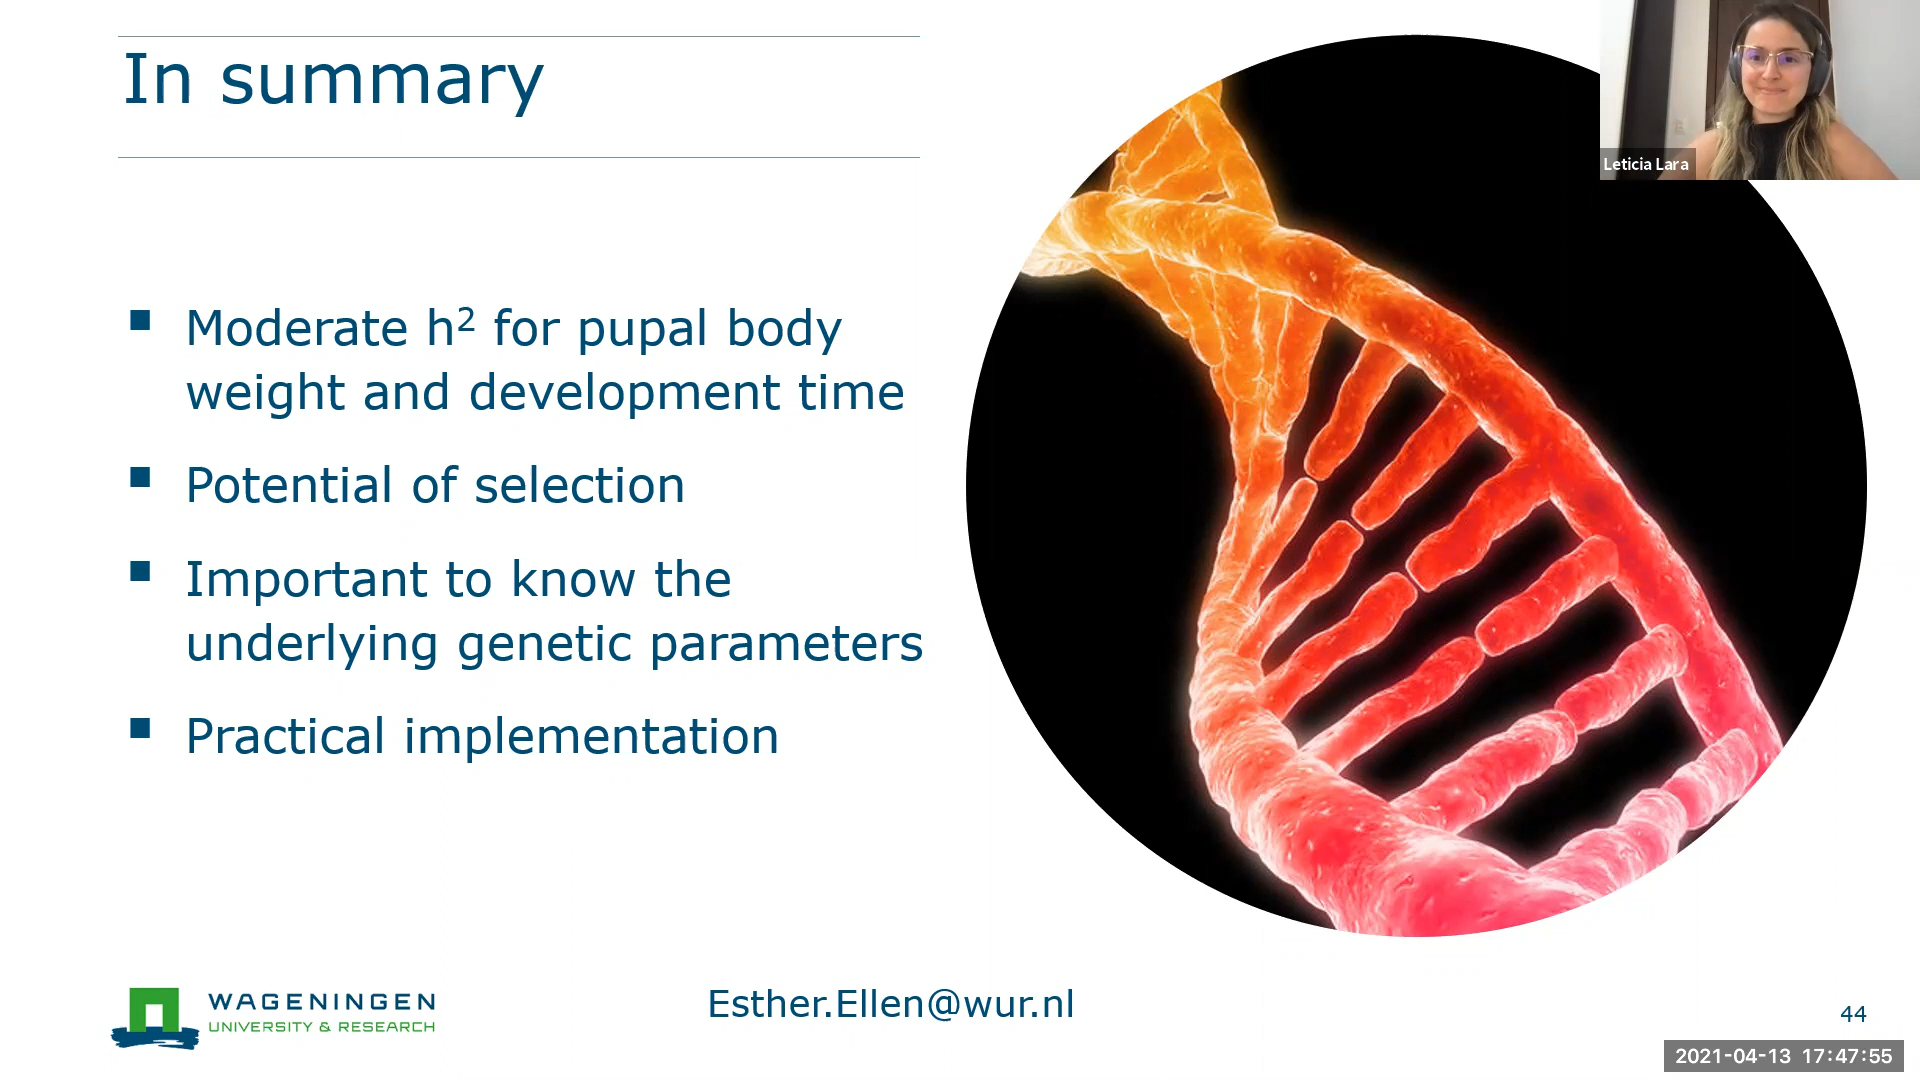 In summary
Leticia Lara
■ Moderate h² for pupal body
weight and development time
■ Potential of selection
■ Important to know the
underlying genetic parameters
■ Practical implementation
WAGENINGEN
UNIVERSITY & RESEARCH
Esther.Ellen@wur.nl
44
2021-04-13 17:47:55